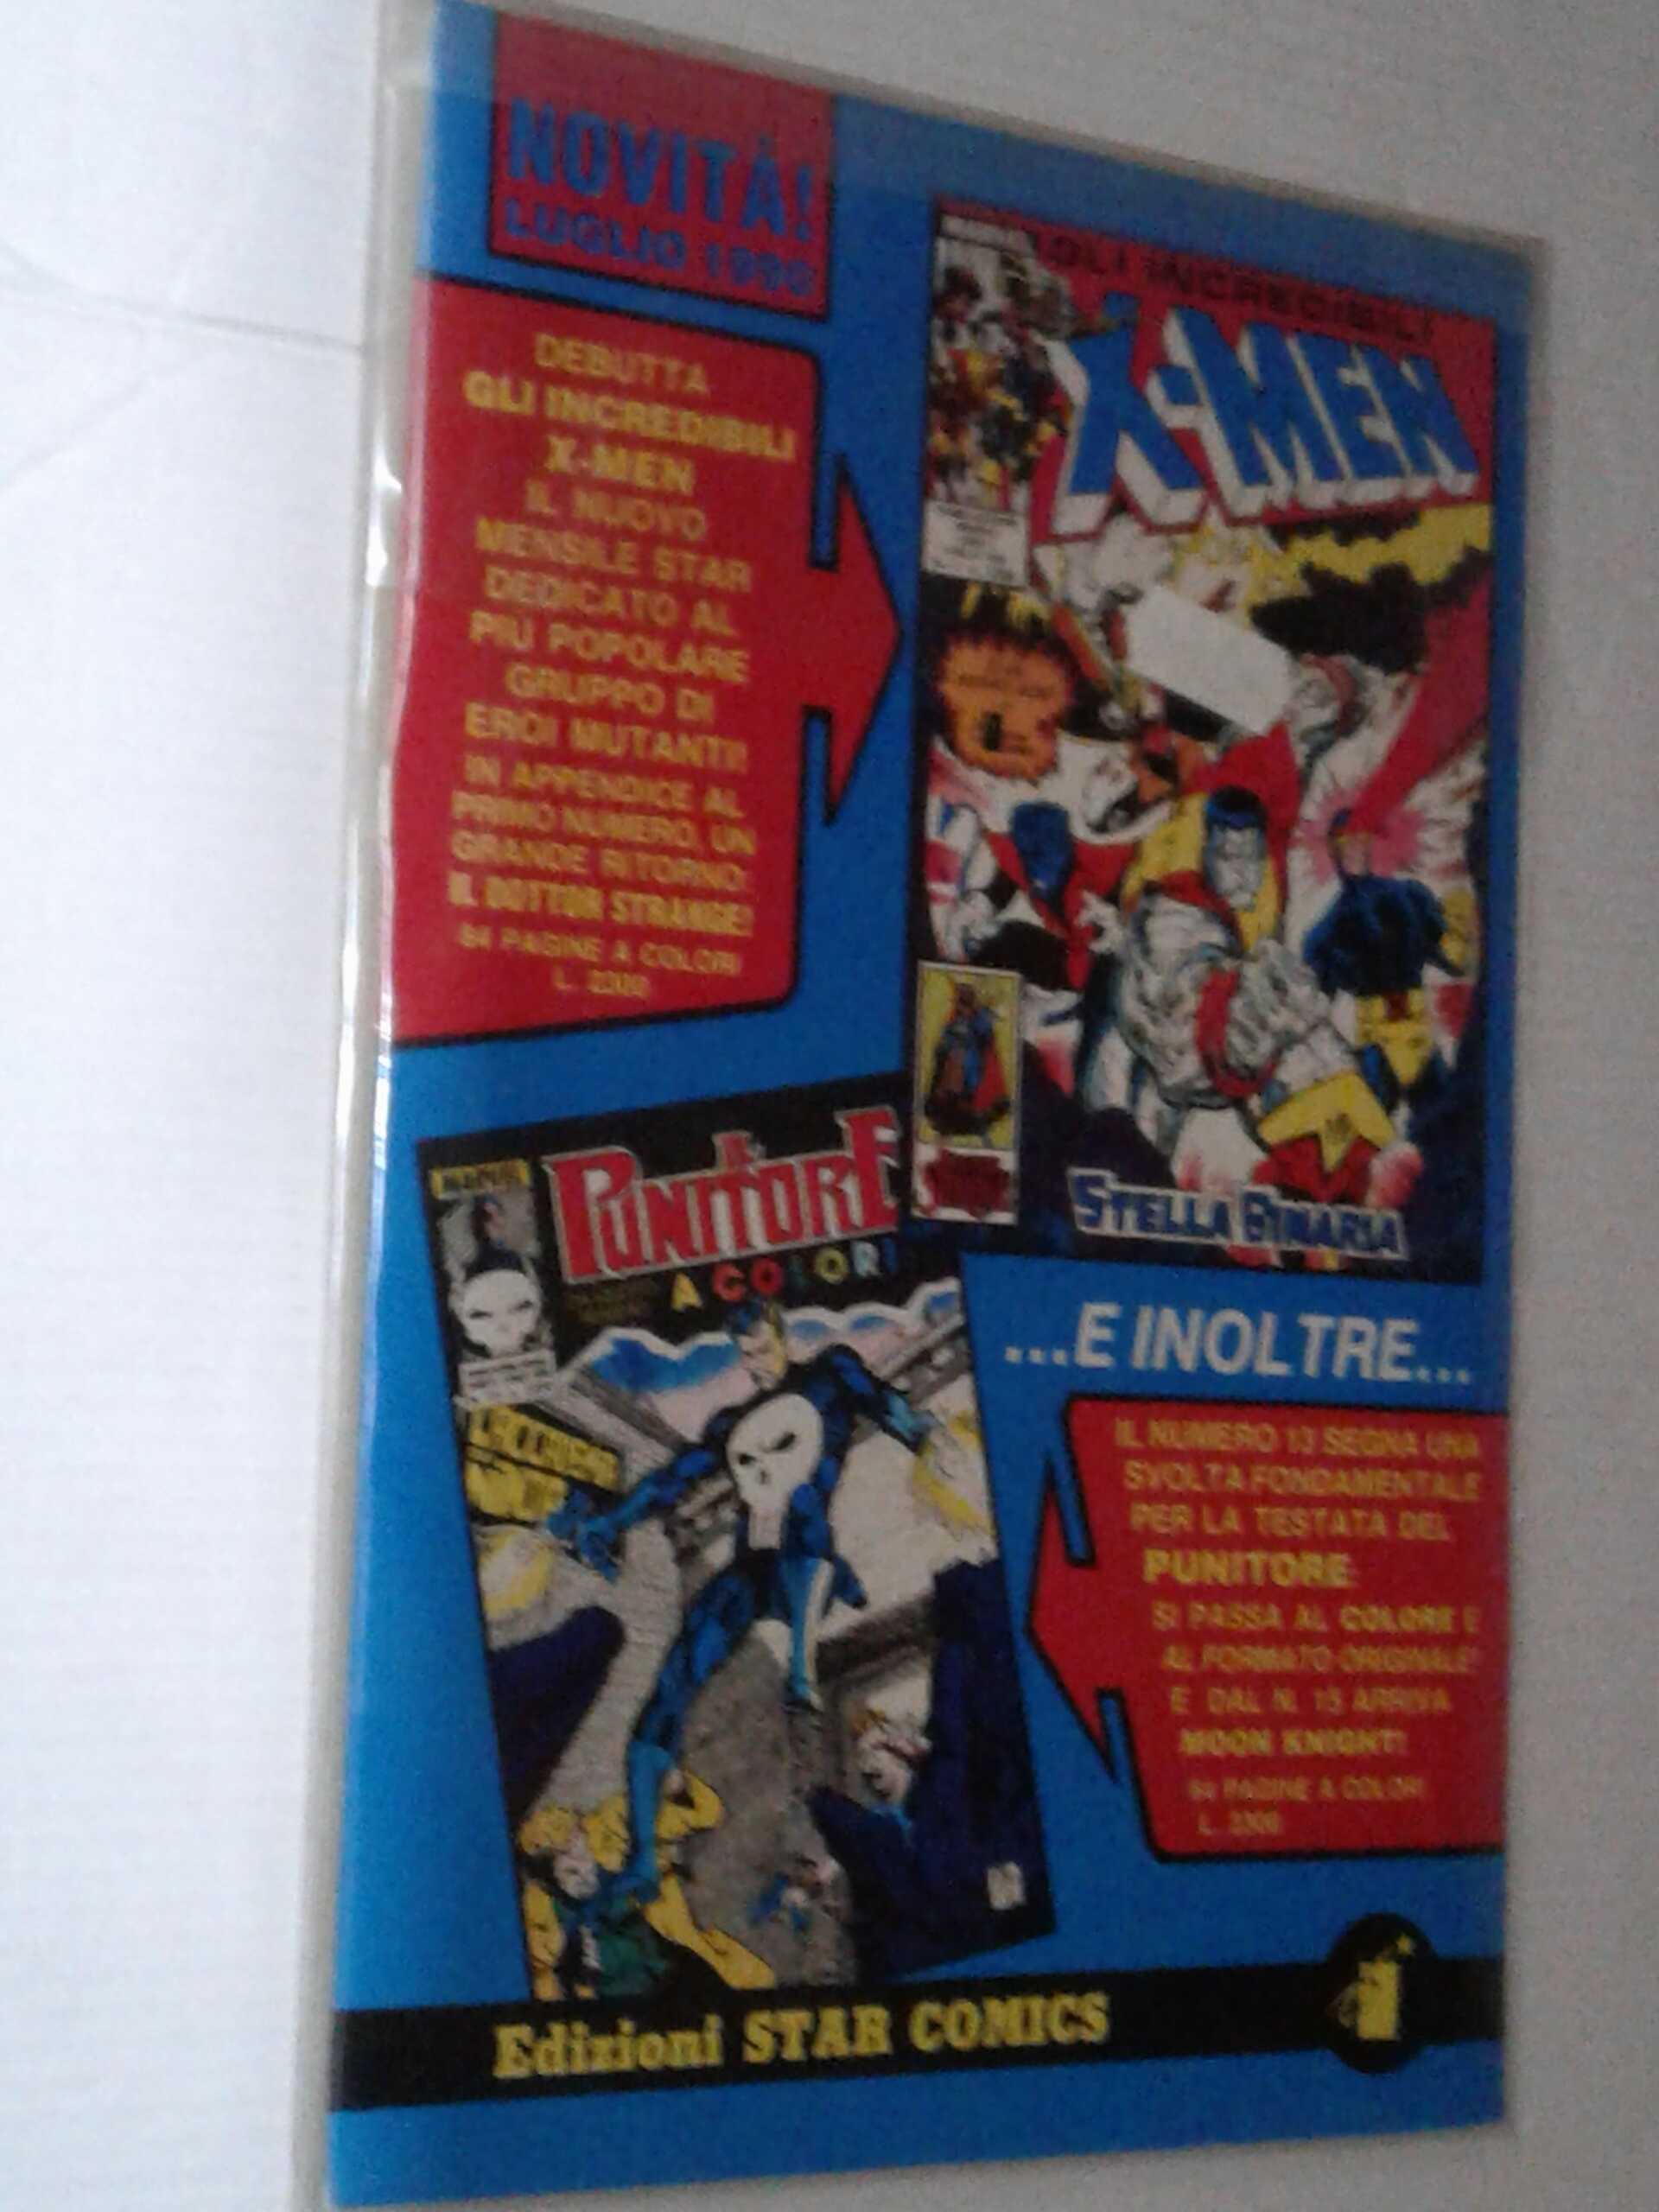 NOVITÀ!
LUGLIO 1990
DEBUTTA
GLI INCREDIBILI
X-MEN
IL NUOVO
MENSILE STAR
DEDICATO AL
PIÙ POPOLARE
GRUPPO DI
EROI MUTANTI!
IN APPENDICE AL
PRIMO NUMERO, UN
GRANDE RITORNO:
IL DOTTOR STRANGE!
64 PAGINE A COLORI
GLI INCREDIBILI
X-MEN
STELLA BINARIA
MARVEL
IL
PUNITORE
A COLORI
...E INOLTRE...
IL NUMERO 13 SEGNA UNA
SVOLTA FONDAMENTALE
PER LA TESTATA DEL
PUNITORE:
SI PASSA AL COLORE E
AL FORMATO ORIGINALE!
E DAL N. 15 ARRIVA
MOON KNIGHT!
64 PAGINE A COLORI
Edizioni STAR COMICS